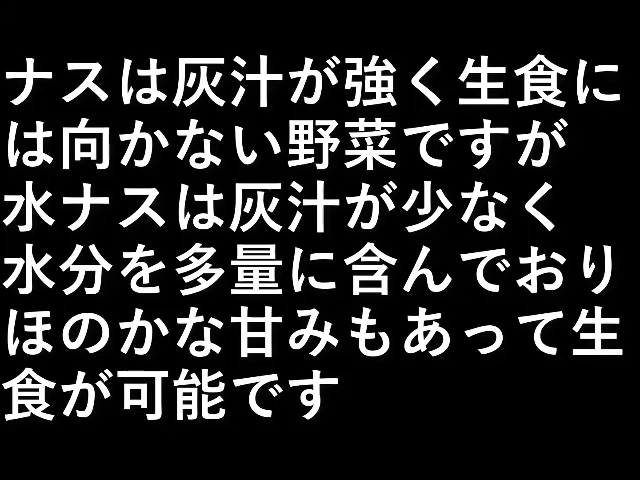 ナスは灰汁が強く生食に
は向かない野菜ですが
水ナスは灰汁が少なく
水分を多量に含んでおり
ほのかな甘みもあって生
食が可能です